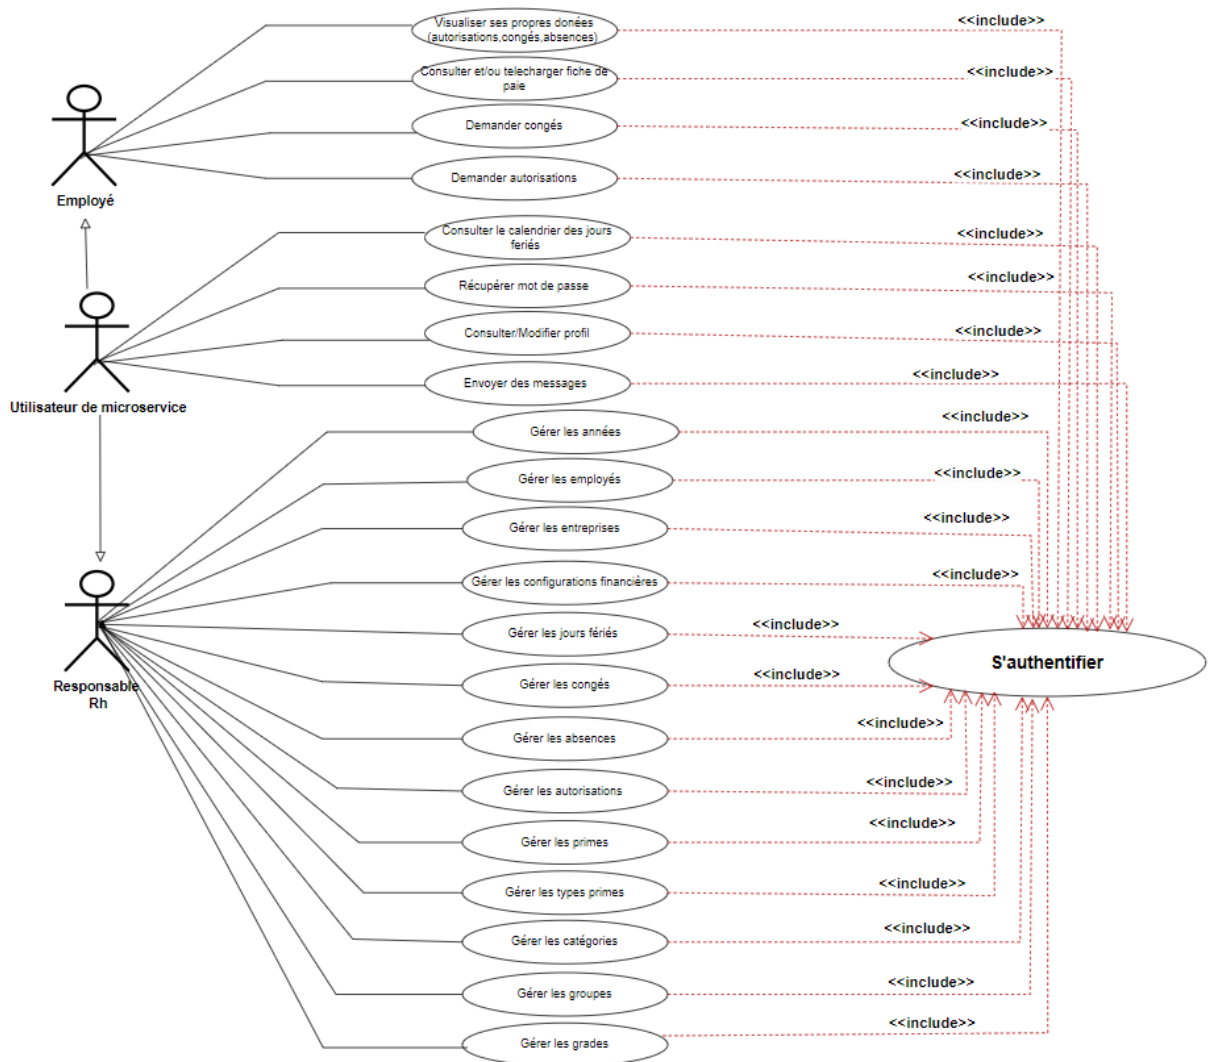 Visualiser ses propres donées
(autorisations,congés,absences)
<<include>>
Consulter et/ou telecharger fiche de
paie
<<include>>
Demander congés
<<include>>
Demander autorisations
<<include>>
Employé
Consulter le calendrier des jours
feriés
<<include>>
Récupérer mot de passe
<<include>>
Consulter/Modifier profil
<<include>>
Envoyer des messages
<<include>>
Utilisateur de microservice
Gérer les années
<<include>>
Gérer les employés
<<include>>
Gérer les entreprises
<<include>>
Gérer les configurations financières
<<include>>
Gérer les jours fériés
<<include>>
S'authentifier
Responsable
Rh
Gérer les congés
<<include>>
Gérer les absences
<<include>>
Gérer les autorisations
<<include>>
Gérer les primes
<<include>>
Gérer les types primes
<<include>>
Gérer les catégories
<<include>>
Gérer les groupes
<<include>>
Gérer les grades
<<include>>